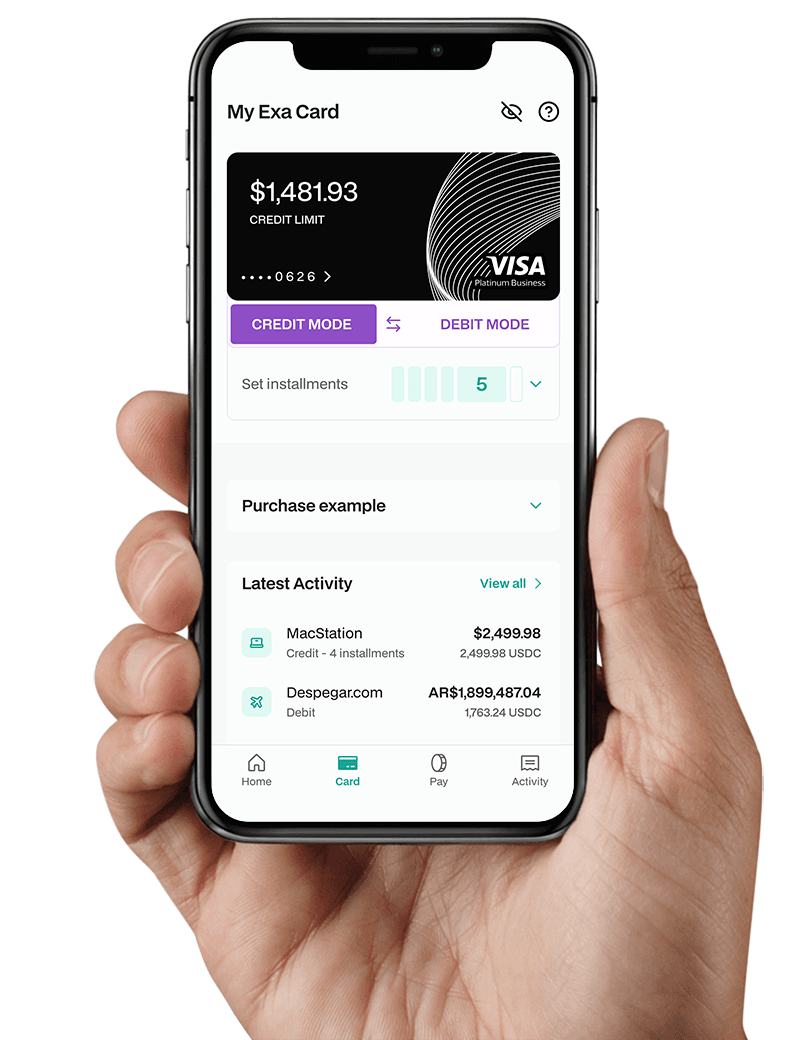 My Exa Card
$1,481.93
CREDIT LIMIT
••••0626 >
VISA
Platinum Business
CREDIT MODE
DEBIT MODE
Set installments
5
Purchase example
Latest Activity
View all >
MacStation
$2,499.98
Credit - 4 installments
2,499.98 USDC
Despegar.com
AR$1,899,487.04
Debit
1,763.24 USDC
Home
Card
Pay
Activity